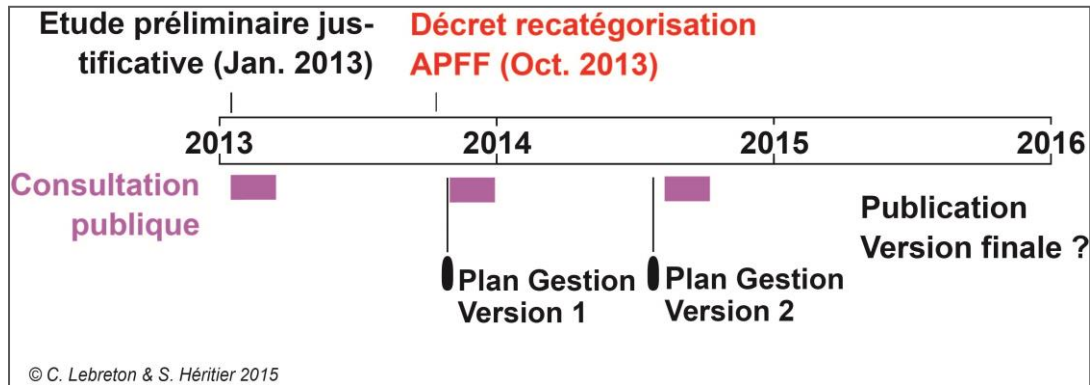 Etude préliminaire jus-
tificative (Jan. 2013)
Décret recatégorisation
APFF (Oct. 2013)
2013
2014
2015
2016
Consultation
publique
Plan Gestion
Version 1
Plan Gestion
Version 2
Publication
Version finale ?
© C. Lebreton & S. Héritier 2015